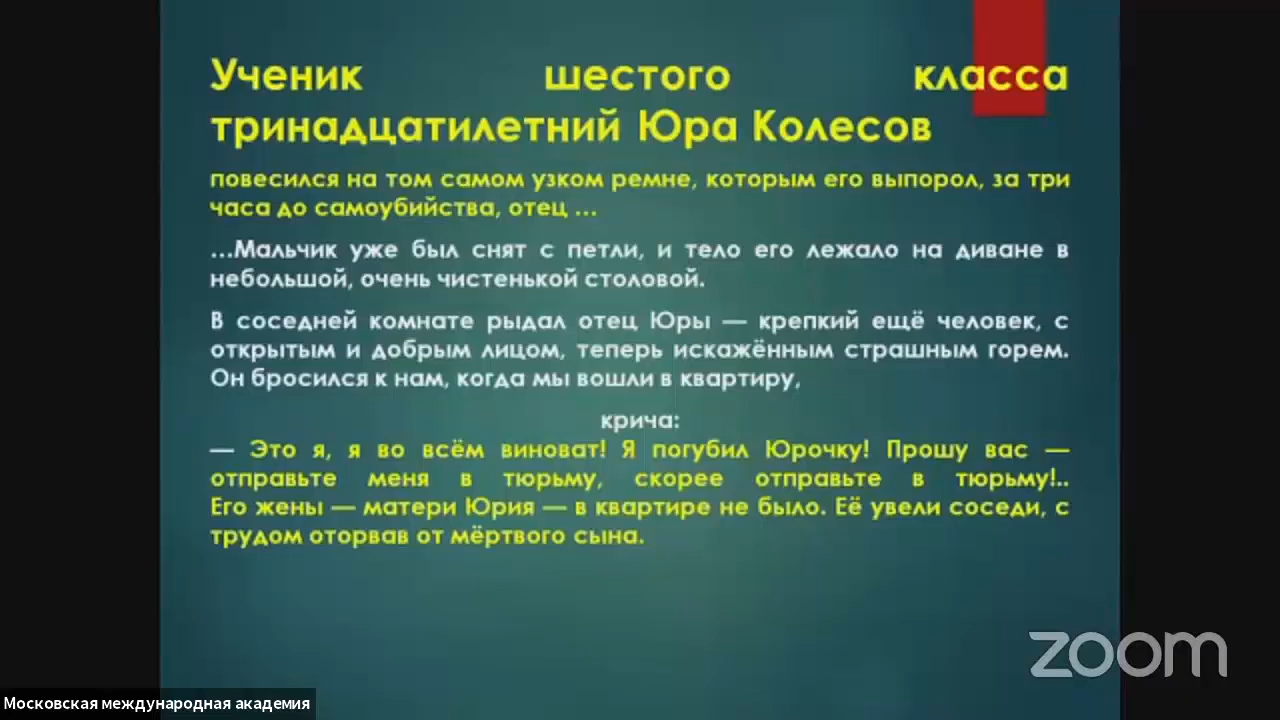 Ученик шестого класса
тринадцатилетний Юра Колесов
повесился на том самом узком ремне, которым его выпорол, за три
часа до самоубийства, отец ...
...Мальчик уже был снят с петли, и тело его лежало на диване в
небольшой, очень чистенькой столовой.
В соседней комнате рыдал отец Юры — крепкий ещё человек, с
открытым и добрым лицом, теперь искажённым страшным горем.
Он бросился к нам, когда мы вошли в квартиру,
крича:
— Это я, я во всём виноват! Я погубил Юрочку! Прошу вас —
отправьте меня в тюрьму, скорее отправьте в тюрьму!..
Его жены — матери Юрия — в квартире не было. Её увели соседи, с
трудом оторвав от мёртвого сына.
zoom
Московская международная академия